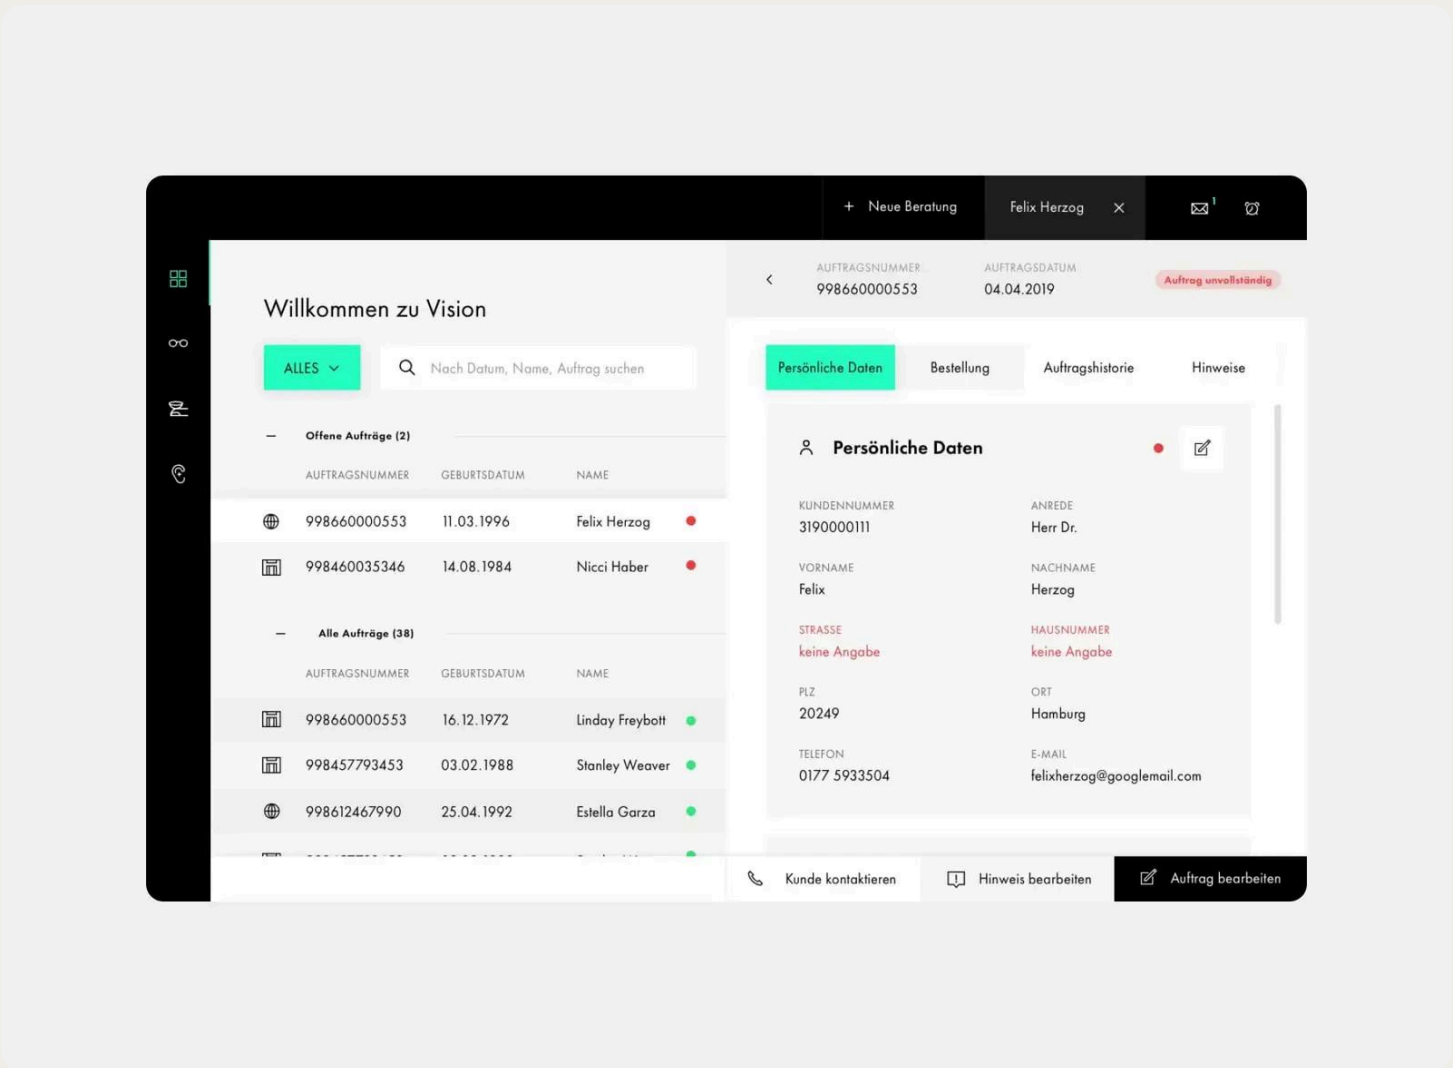 + Neue Beratung
Felix Herzog
1
AUFTRAGSNUMMER
998660000553
AUFTRAGSDATUM
04.04.2019
Auftrag unvollständig
Willkommen zu Vision
ALLES
Nach Datum, Name, Auftrag suchen
Offene Aufträge (2)
AUFTRAGSNUMMER GEBURTSDATUM NAME
998660000553 11.03.1996 Felix Herzog
998460035346 14.08.1984 Nicci Haber
Alle Aufträge (38)
AUFTRAGSNUMMER GEBURTSDATUM NAME
998660000553 16.12.1972 Linday Freybott
998457793453 03.02.1988 Stanley Weaver
998612467990 25.04.1992 Estella Garza
Persönliche Daten Bestellung Auftragshistorie Hinweise
Persönliche Daten
KUNDENNUMMER ANREDE
3190000111 Herr Dr.
VORNAME NACHNAME
Felix Herzog
STRASSE HAUSNUMMER
keine Angabe keine Angabe
PLZ ORT
20249 Hamburg
TELEFON E-MAIL
0177 5933504 felixherzog@googlemail.com
Kunde kontaktieren Hinweis bearbeiten Auftrag bearbeiten